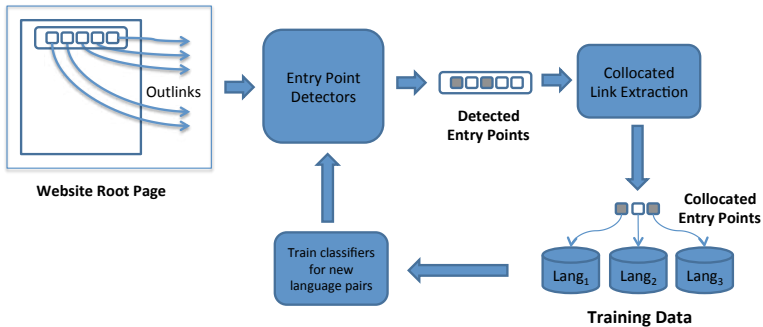 Outlinks
Website Root Page
Entry Point
Detectors
Detected
Entry Points
Collocated
Link Extraction
Collocated
Entry Points
Lang₁
Lang₂
Lang₃
Training Data
Train classifiers
for new
language pairs